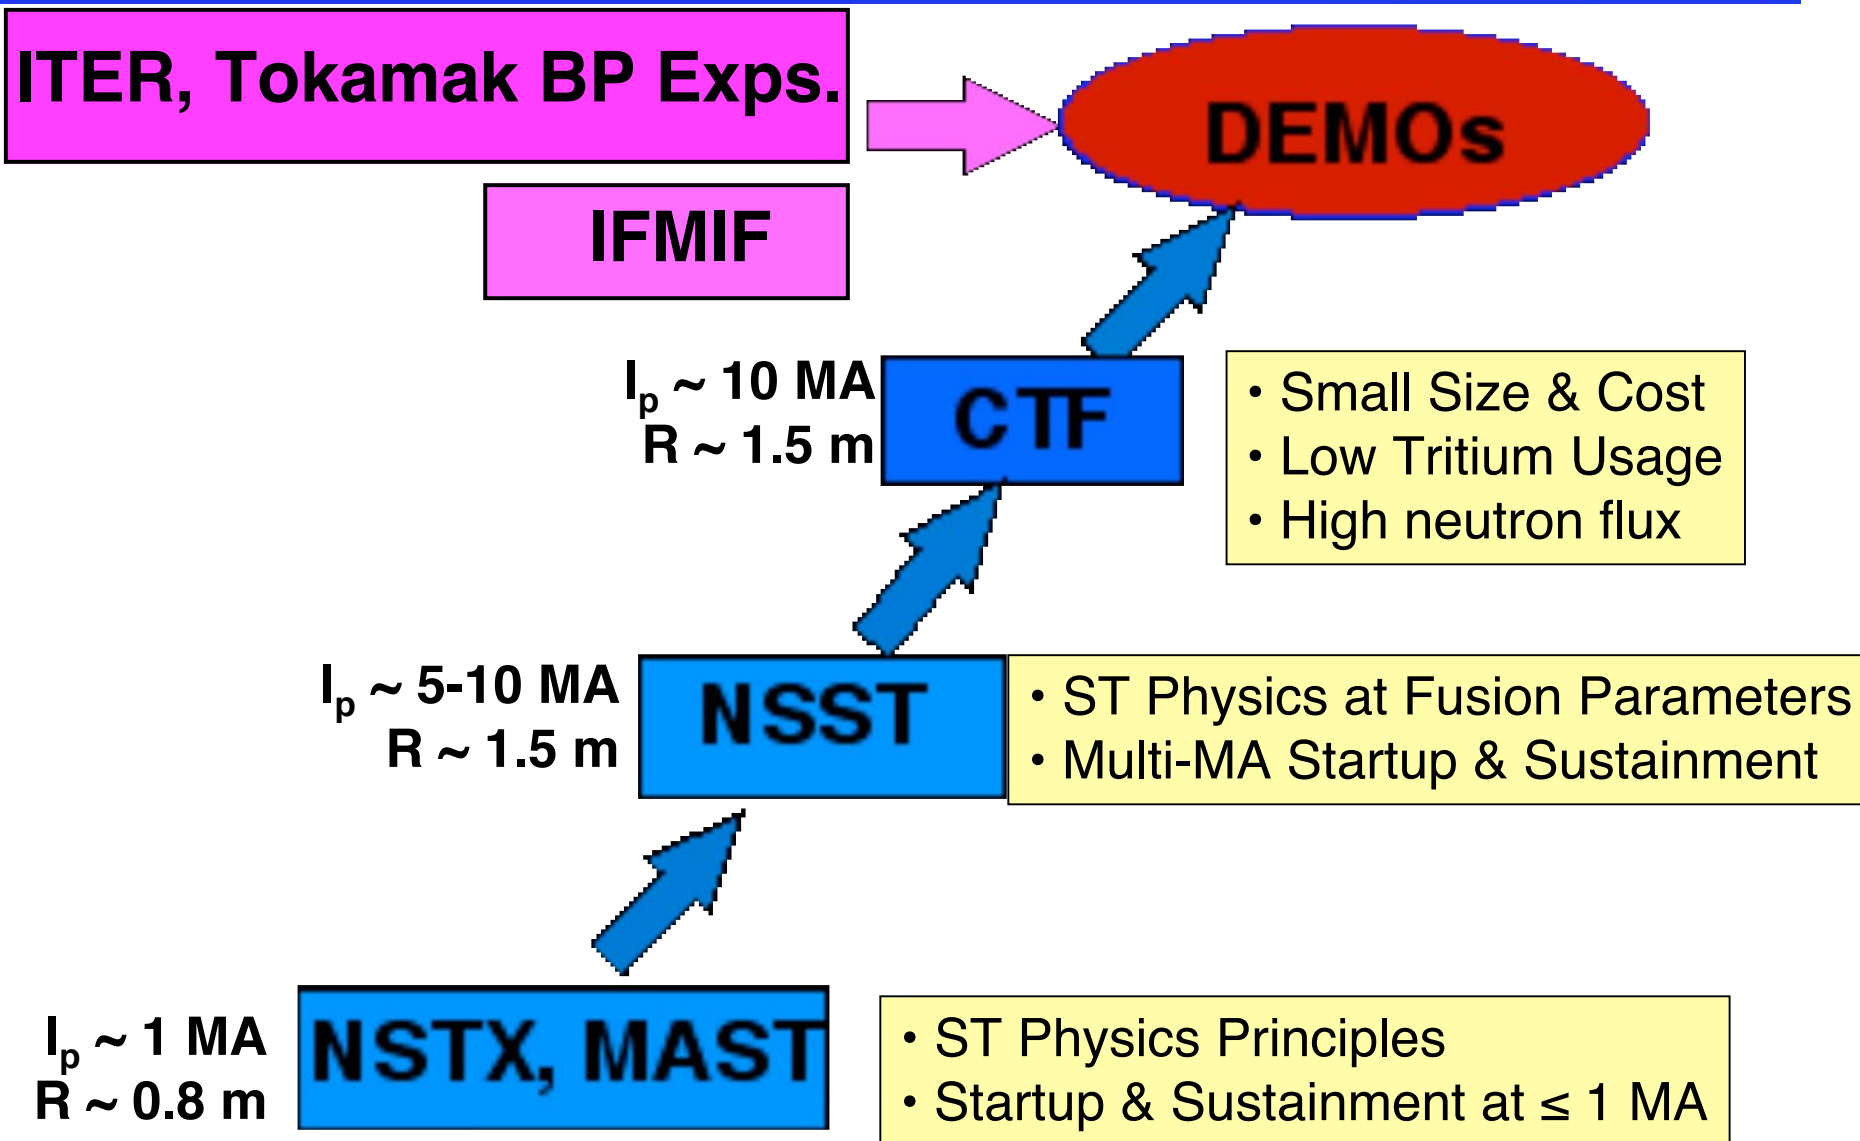 ITER, Tokamak BP Exps.
DEMOs
IFMIF
Ip ~ 10 MA
R ~ 1.5 m
CTF
• Small Size & Cost
• Low Tritium Usage
• High neutron flux
Ip ~ 5-10 MA
R ~ 1.5 m
NSST
• ST Physics at Fusion Parameters
• Multi-MA Startup & Sustainment
Ip ~ 1 MA
R ~ 0.8 m
NSTX, MAST
• ST Physics Principles
• Startup & Sustainment at ≤ 1 MA